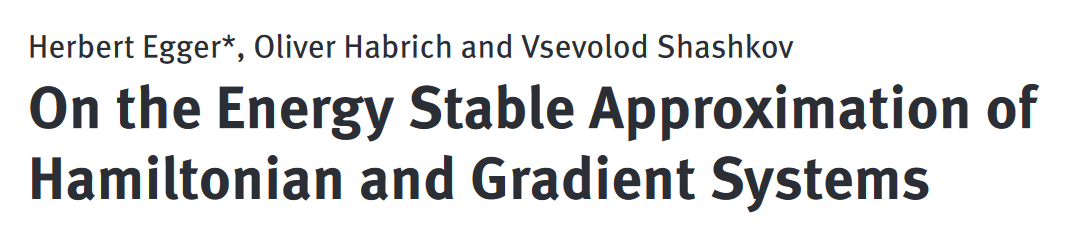 Herbert Egger*, Oliver Habrich and Vsevolod Shashkov
On the Energy Stable Approximation of
Hamiltonian and Gradient Systems